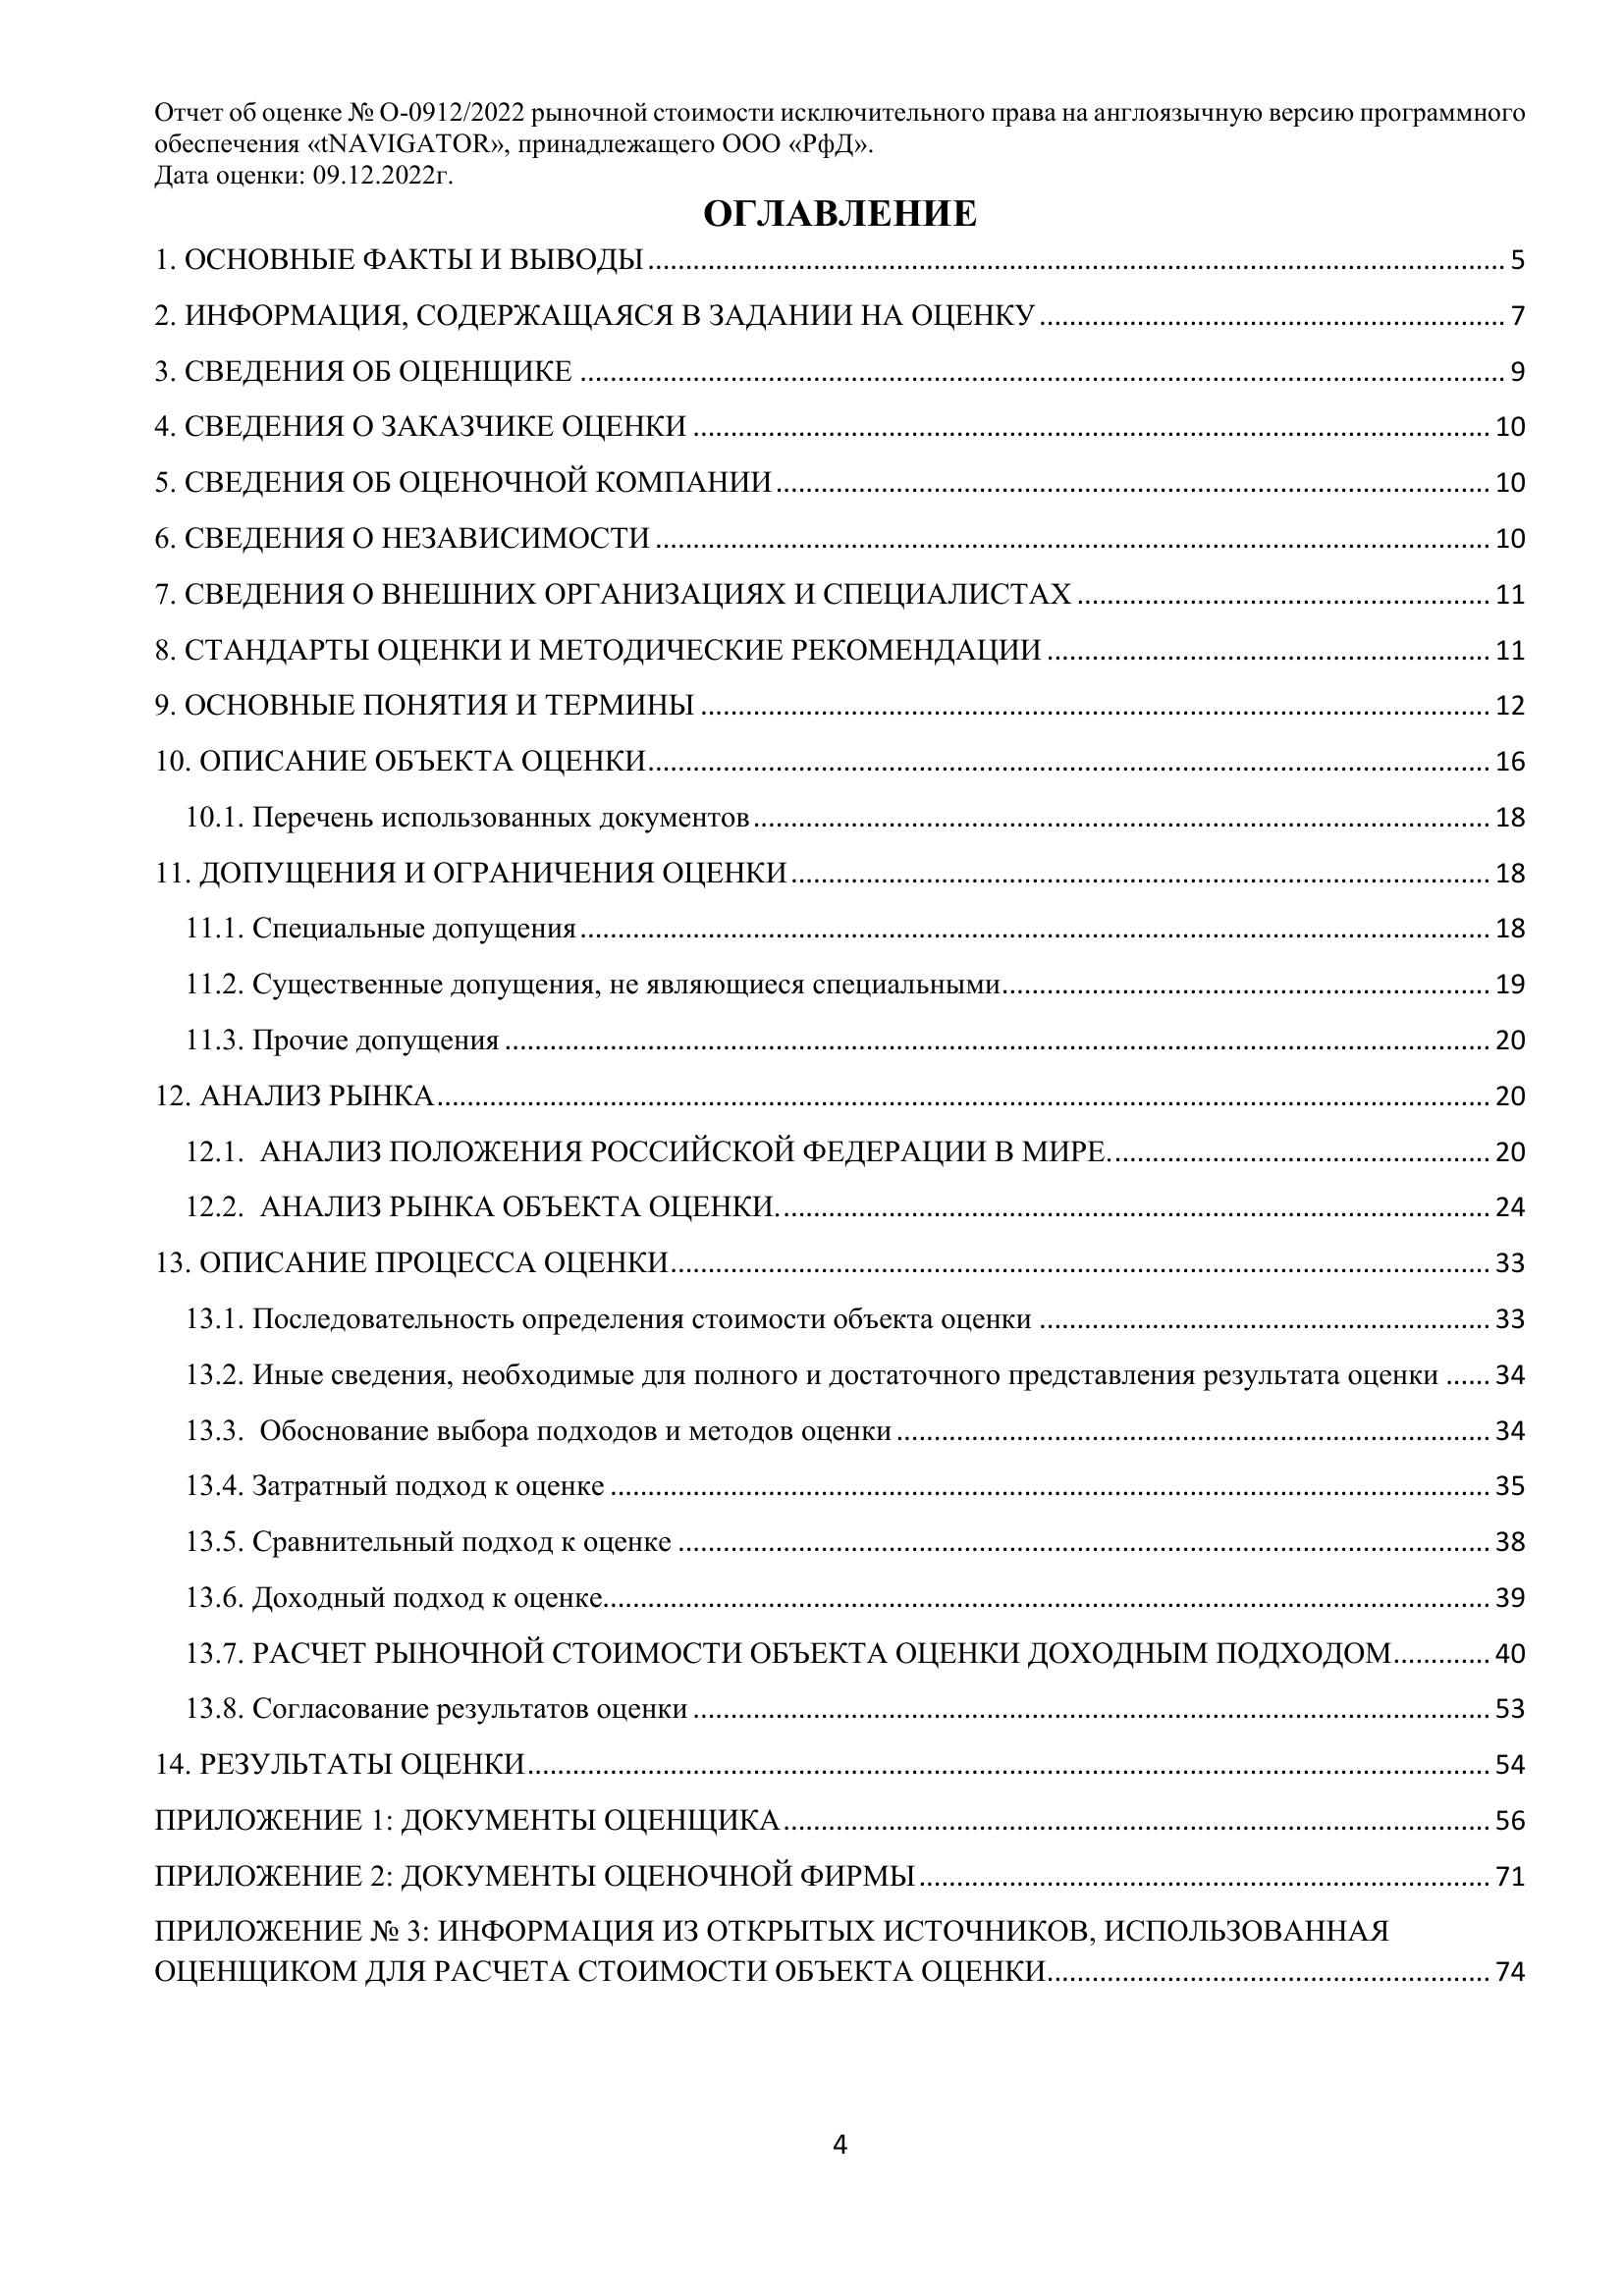 Отчет об оценке № О-0912/2022 рыночной стоимости исключительного права на англоязычную версию программного
обеспечения «tNAVIGATOR», принадлежащего ООО «РфД».
Дата оценки: 09.12.2022г.
ОГЛАВЛЕНИЕ
1. ОСНОВНЫЕ ФАКТЫ И ВЫВОДЫ 5
2. ИНФОРМАЦИЯ, СОДЕРЖАЩАЯСЯ В ЗАДАНИИ НА ОЦЕНКУ 7
3. СВЕДЕНИЯ ОБ ОЦЕНЩИКЕ 9
4. СВЕДЕНИЯ О ЗАКАЗЧИКЕ ОЦЕНКИ 10
5. СВЕДЕНИЯ ОБ ОЦЕНОЧНОЙ КОМПАНИИ 10
6. СВЕДЕНИЯ О НЕЗАВИСИМОСТИ 10
7. СВЕДЕНИЯ О ВНЕШНИХ ОРГАНИЗАЦИЯХ И СПЕЦИАЛИСТАХ 11
8. СТАНДАРТЫ ОЦЕНКИ И МЕТОДИЧЕСКИЕ РЕКОМЕНДАЦИИ 11
9. ОСНОВНЫЕ ПОНЯТИЯ И ТЕРМИНЫ 12
10. ОПИСАНИЕ ОБЪЕКТА ОЦЕНКИ 16
10.1. Перечень использованных документов 18
11. ДОПУЩЕНИЯ И ОГРАНИЧЕНИЯ ОЦЕНКИ 18
11.1. Специальные допущения 18
11.2. Существенные допущения, не являющиеся специальными 19
11.3. Прочие допущения 20
12. АНАЛИЗ РЫНКА 20
12.1. АНАЛИЗ ПОЛОЖЕНИЯ РОССИЙСКОЙ ФЕДЕРАЦИИ В МИРЕ. 20
12.2. АНАЛИЗ РЫНКА ОБЪЕКТА ОЦЕНКИ. 24
13. ОПИСАНИЕ ПРОЦЕССА ОЦЕНКИ 33
13.1. Последовательность определения стоимости объекта оценки 33
13.2. Иные сведения, необходимые для полного и достаточного представления результата оценки 34
13.3. Обоснование выбора подходов и методов оценки 34
13.4. Затратный подход к оценке 35
13.5. Сравнительный подход к оценке 38
13.6. Доходный подход к оценке 39
13.7. РАСЧЕТ РЫНОЧНОЙ СТОИМОСТИ ОБЪЕКТА ОЦЕНКИ ДОХОДНЫМ ПОДХОДОМ 40
13.8. Согласование результатов оценки 53
14. РЕЗУЛЬТАТЫ ОЦЕНКИ 54
ПРИЛОЖЕНИЕ 1: ДОКУМЕНТЫ ОЦЕНЩИКА 56
ПРИЛОЖЕНИЕ 2: ДОКУМЕНТЫ ОЦЕНОЧНОЙ ФИРМЫ 71
ПРИЛОЖЕНИЕ № 3: ИНФОРМАЦИЯ ИЗ ОТКРЫТЫХ ИСТОЧНИКОВ, ИСПОЛЬЗОВАННАЯ
ОЦЕНЩИКОМ ДЛЯ РАСЧЕТА СТОИМОСТИ ОБЪЕКТА ОЦЕНКИ 74
4